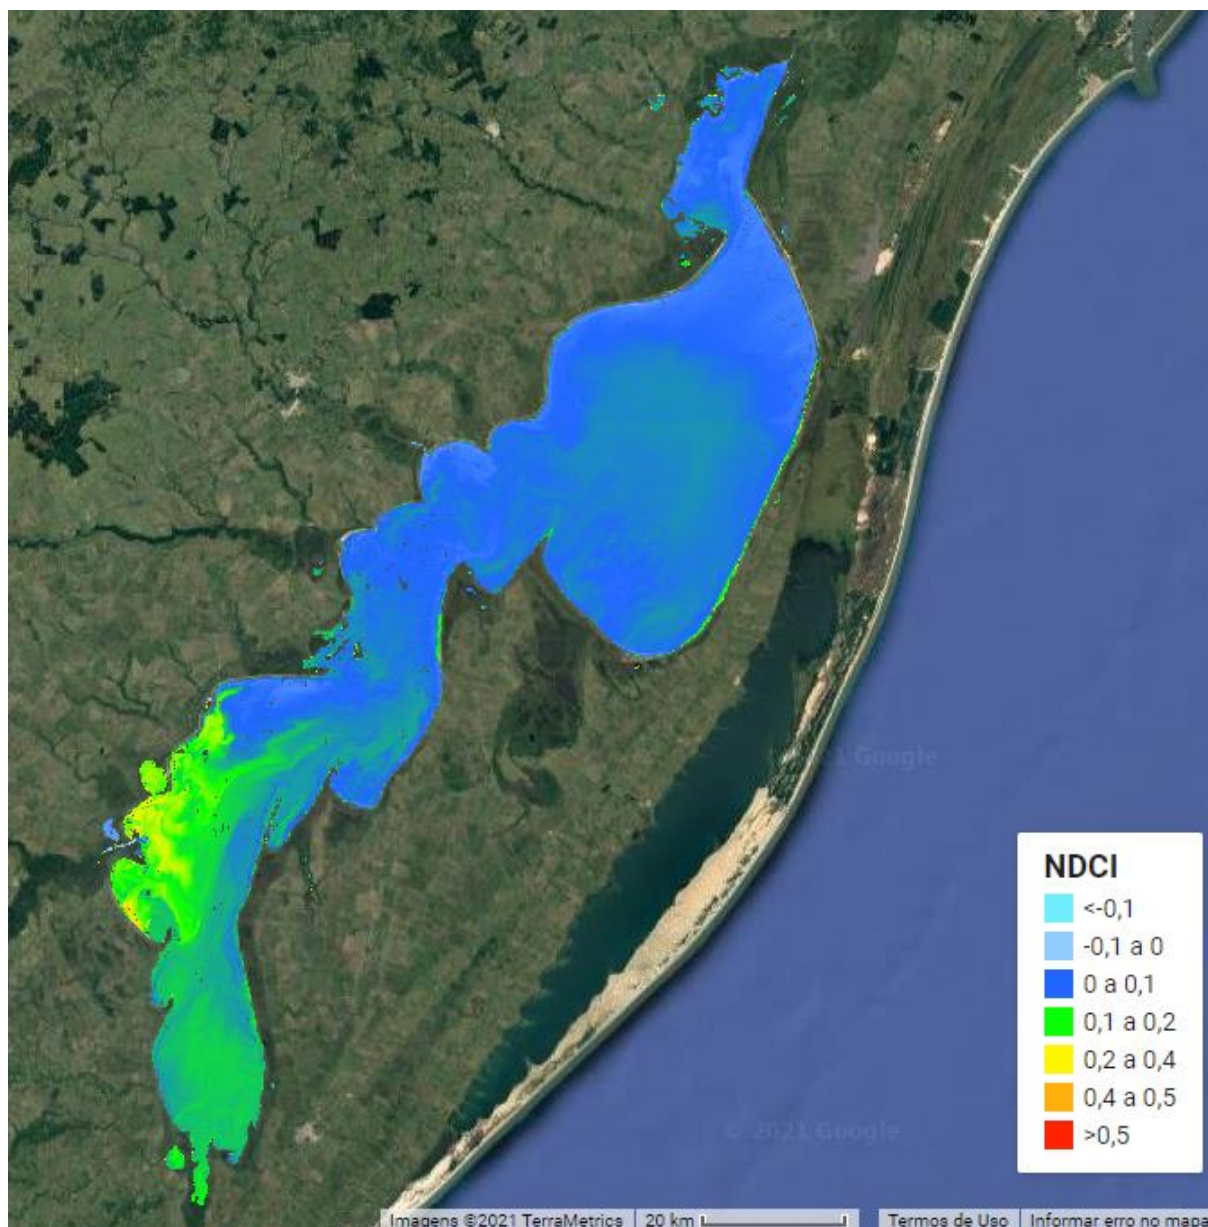 1 Google
NDCI
<-0,1
-0,1 a 0
0 a 0,1
0,1 a 0,2
0,2 a 0,4
0,4 a 0,5
>0,5
© 2021 Google
Imagens ©2021 TerraMetrics
20 km
Termos de Uso
Informar erro no mapa